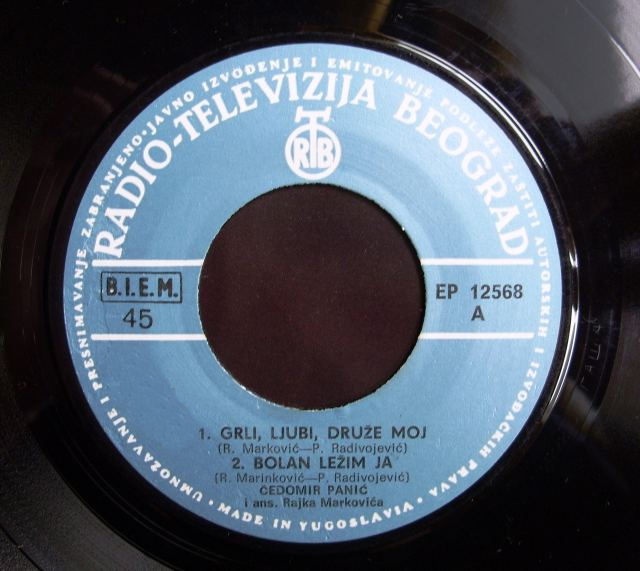 UMNOŽAVANJE I PRESNIMAVANJE ZABRANJENO · JAVNO IZVOĐENJE I EMITOVANJE PODLEŽE ZAŠTITI AUTORSKIH I IZVOĐAČKIH PRAVA ·
RADIO-TELEVIZIJA BEOGRAD
RTB
B.I.E.M.
45
EP 12568
A
1. GRLI, LJUBI, DRUŽE MOJ
(R. Marković—P. Radivojević)
2. BOLAN LEŽIM JA
(R. Marinković—P. Radivojević)
ČEDOMIR PANIĆ
i ans. Rajka Markovića
· MADE IN YUGOSLAVIA ·